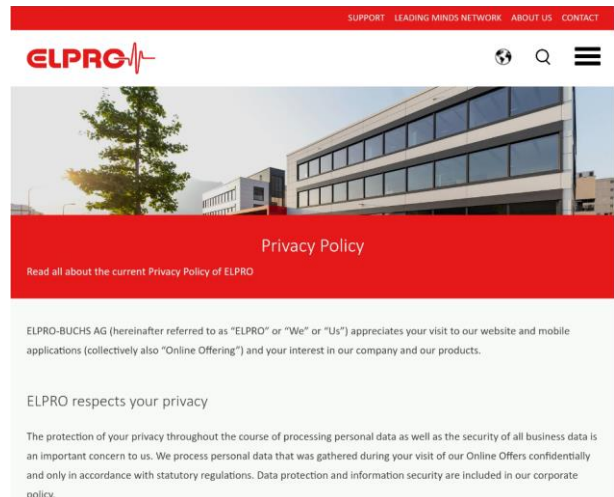 SUPPORT LEADING MINDS NETWORK ABOUT US CONTACT
ELPRO
Privacy Policy
Read all about the current Privacy Policy of ELPRO
ELPRO-BUCHS AG (hereinafter referred to as “ELPRO” or “We” or “Us”) appreciates your visit to our website and mobile
applications (collectively also “Online Offering”) and your interest in our company and our products.
ELPRO respects your privacy
The protection of your privacy throughout the course of processing personal data as well as the security of all business data is
an important concern to us. We process personal data that was gathered during your visit of our Online Offers confidentially
and only in accordance with statutory regulations. Data protection and information security are included in our corporate
policy.